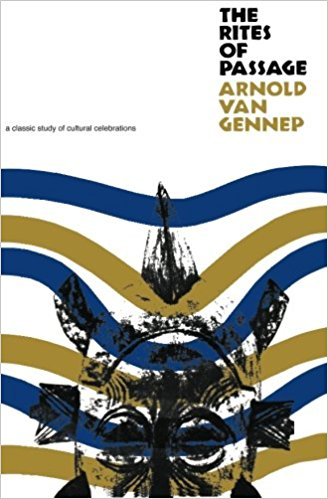 THE
RITES
OF
PASSAGE
ARNOLD
VAN
GENNEP
a classic study of cultural celebrations